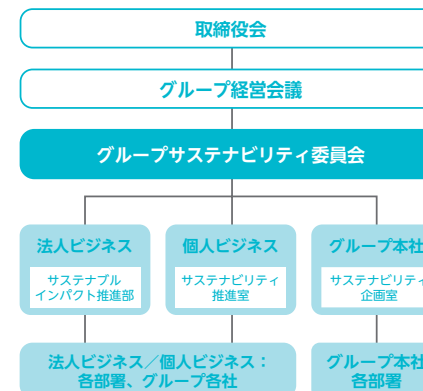 取締役会
グループ経営会議
グループサステナビリティ委員会
法人ビジネス
サステナブル
インパクト推進部
個人ビジネス
サステナビリティ
推進室
グループ本社
サステナビリティ
企画室
法人ビジネス／個人ビジネス：
各部署、グループ各社
グループ本社
各部署